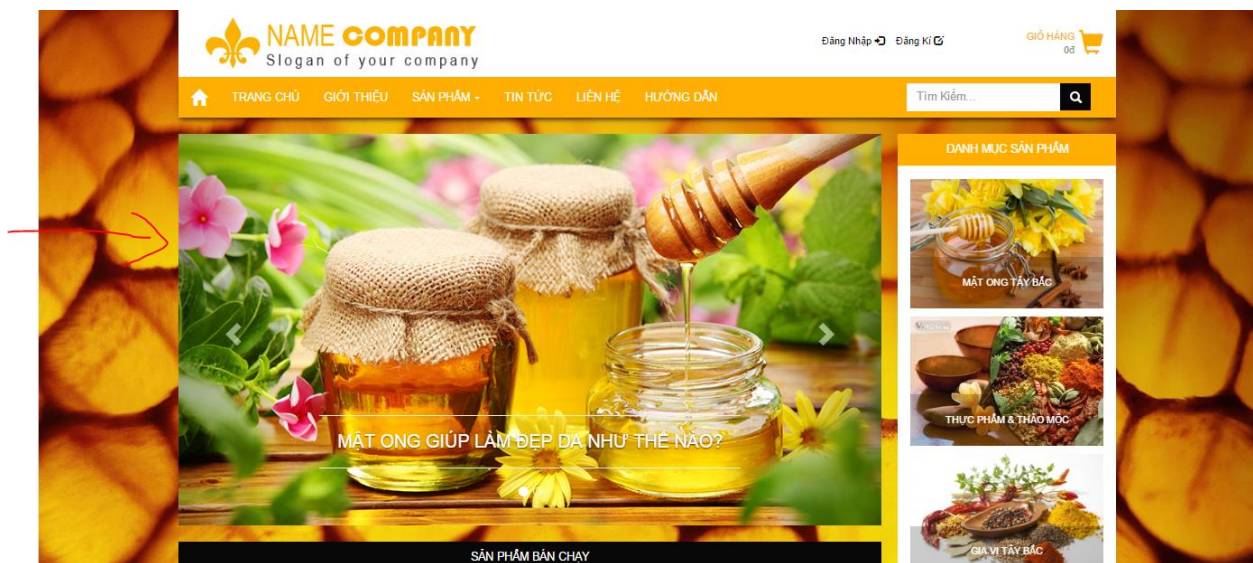 NAME COMPANY
Slogan of your company
Đăng Nhập Đăng Kí
GIỎ HÀNG
0đ
TRANG CHỦ GIỚI THIỆU SẢN PHẨM TIN TỨC LIÊN HỆ HƯỚNG DẪN
Tìm Kiếm...
DANH MỤC SẢN PHẨM
MẬT ONG TÂY BẮC
THỰC PHẨM & THẢO MỘC
MẬT ONG GIÚP LÀM ĐẸP DA NHƯ THẾ NÀO?
GIA VỊ TÂY BẮC
SẢN PHẨM BÁN CHẠY